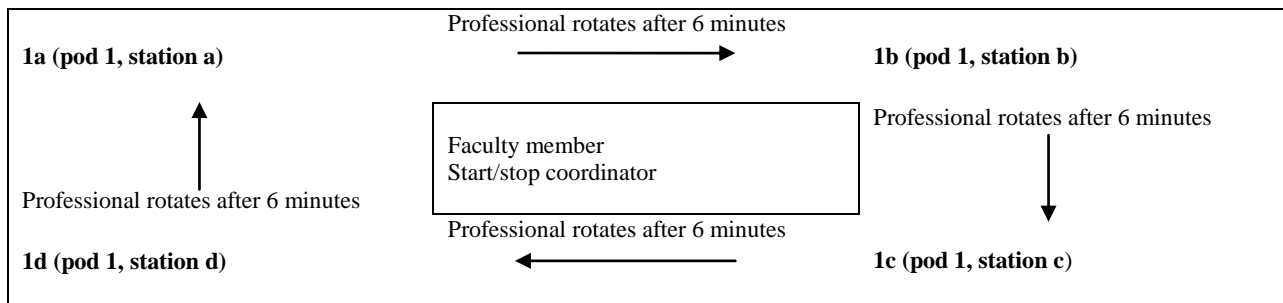 Professional rotates after 6 minutes
1a (pod 1, station a)
1b (pod 1, station b)
Professional rotates after 6 minutes
Faculty member
Start/stop coordinator
Professional rotates after 6 minutes
Professional rotates after 6 minutes
1d (pod 1, station d)
1c (pod 1, station c)